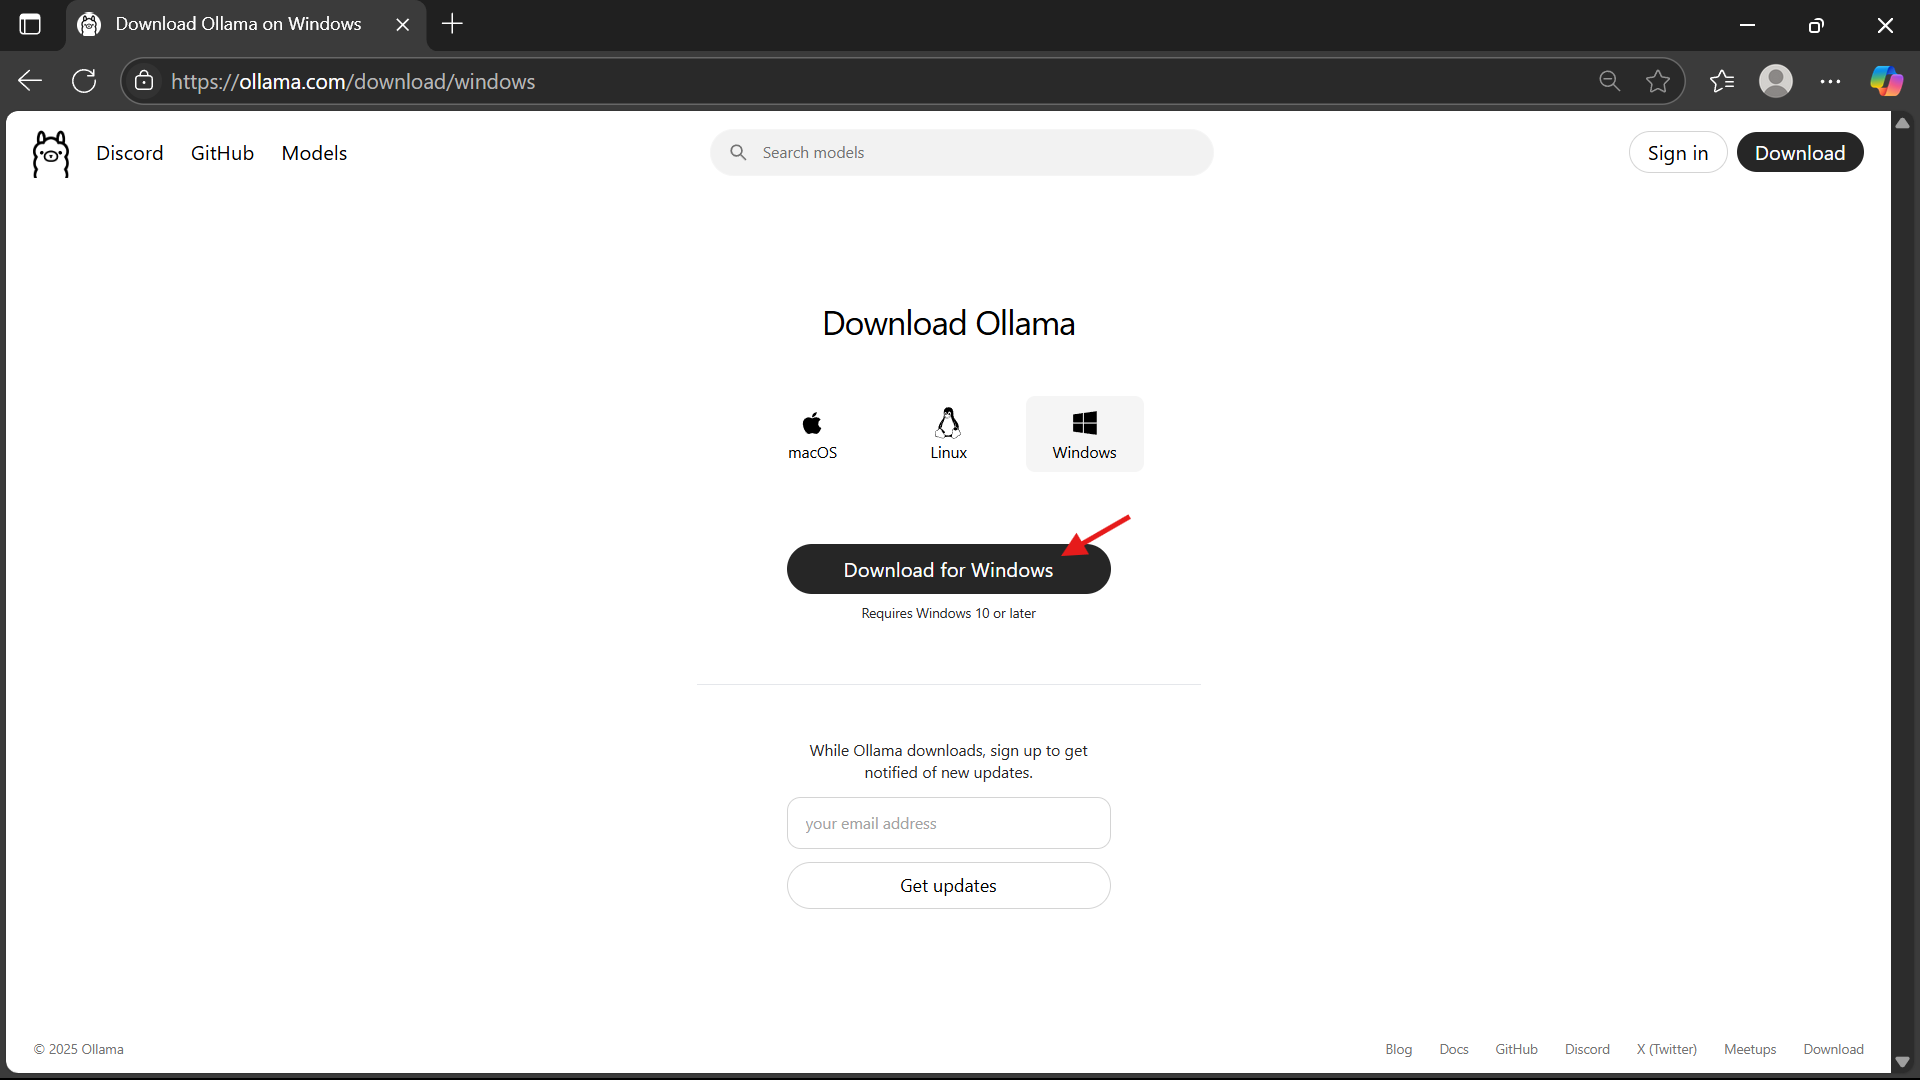 Download Ollama on Windows
https://ollama.com/download/windows
Discord GitHub Models
Search models
Sign in
Download
Download Ollama
macOS
Linux
Windows
Download for Windows
Requires Windows 10 or later
While Ollama downloads, sign up to get
notified of new updates.
your email address
Get updates
© 2025 Ollama
Blog Docs GitHub Discord X (Twitter) Meetups Download